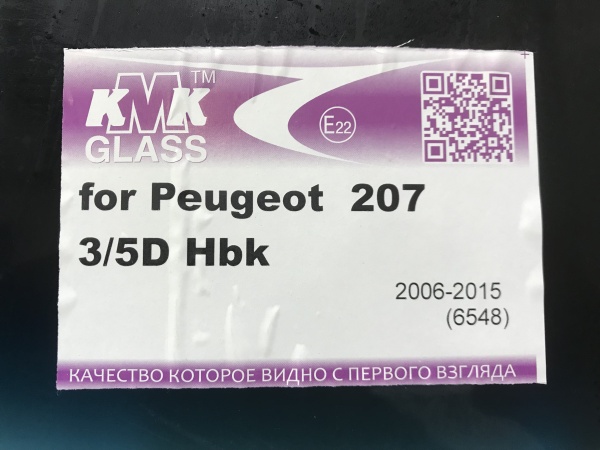 KMK™
GLASS
E22
for Peugeot 207
3/5D Hbk
2006-2015
(6548)
КАЧЕСТВО КОТОРОЕ ВИДНО С ПЕРВОГО ВЗГЛЯДА